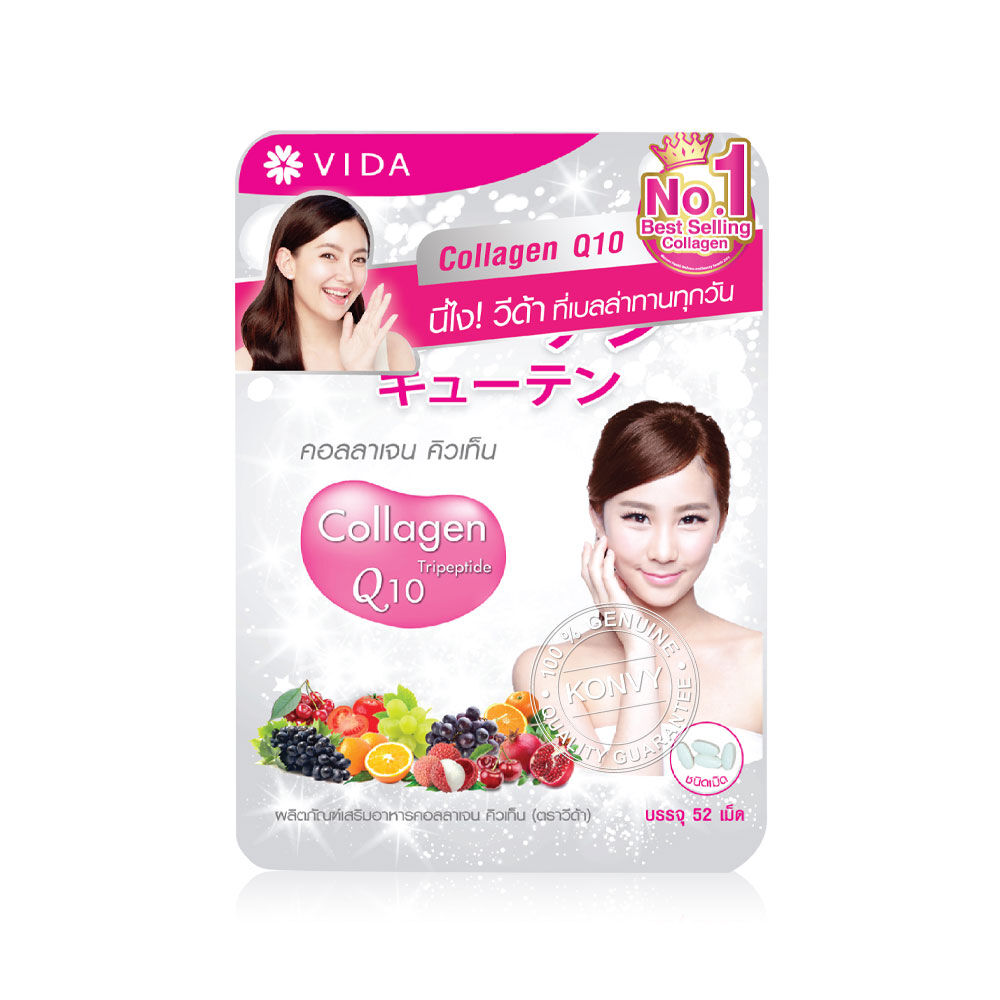 VIDA
No.1
Best Selling
Collagen
Collagen Q10
นี่ไง! วีด้า ที่เบลล่าทานทุกวัน
キューテン
คอลลาเจน คิวเท็น
Collagen
Tripeptide
Q10
100% GENUINE
KONVY
QUALITY GUARANTEE
ชนิดเม็ด
ผลิตภัณฑ์เสริมอาหารคอลลาเจน คิวเท็น (ตราวีด้า)
บรรจุ 52 เม็ด